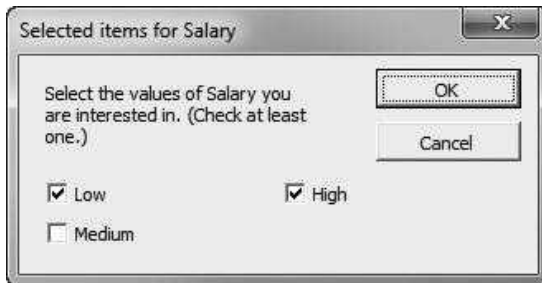 Selected items for Salary
Select the values of Salary you
are interested in. (Check at least
one.)
OK
Cancel
Low
High
Medium